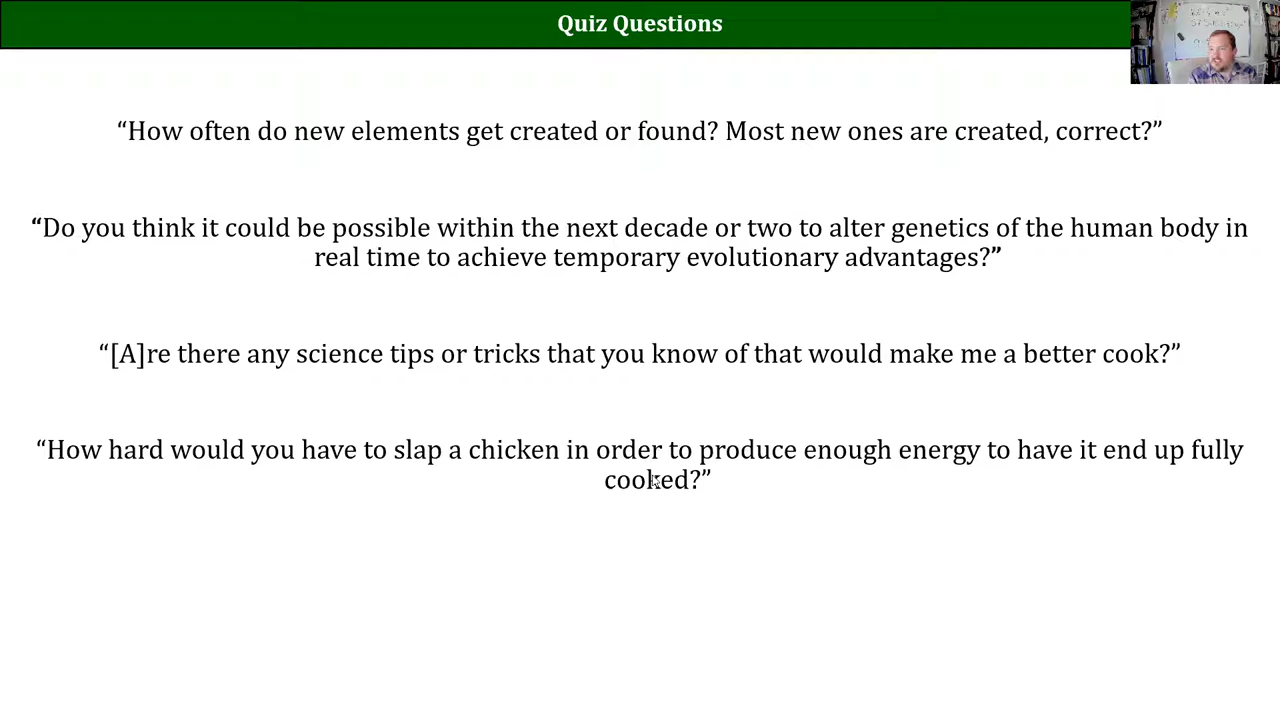 Quiz Questions
“How often do new elements get created or found? Most new ones are created, correct?”
“Do you think it could be possible within the next decade or two to alter genetics of the human body in
real time to achieve temporary evolutionary advantages?”
“[A]re there any science tips or tricks that you know of that would make me a better cook?”
“How hard would you have to slap a chicken in order to produce enough energy to have it end up fully
cooked?”